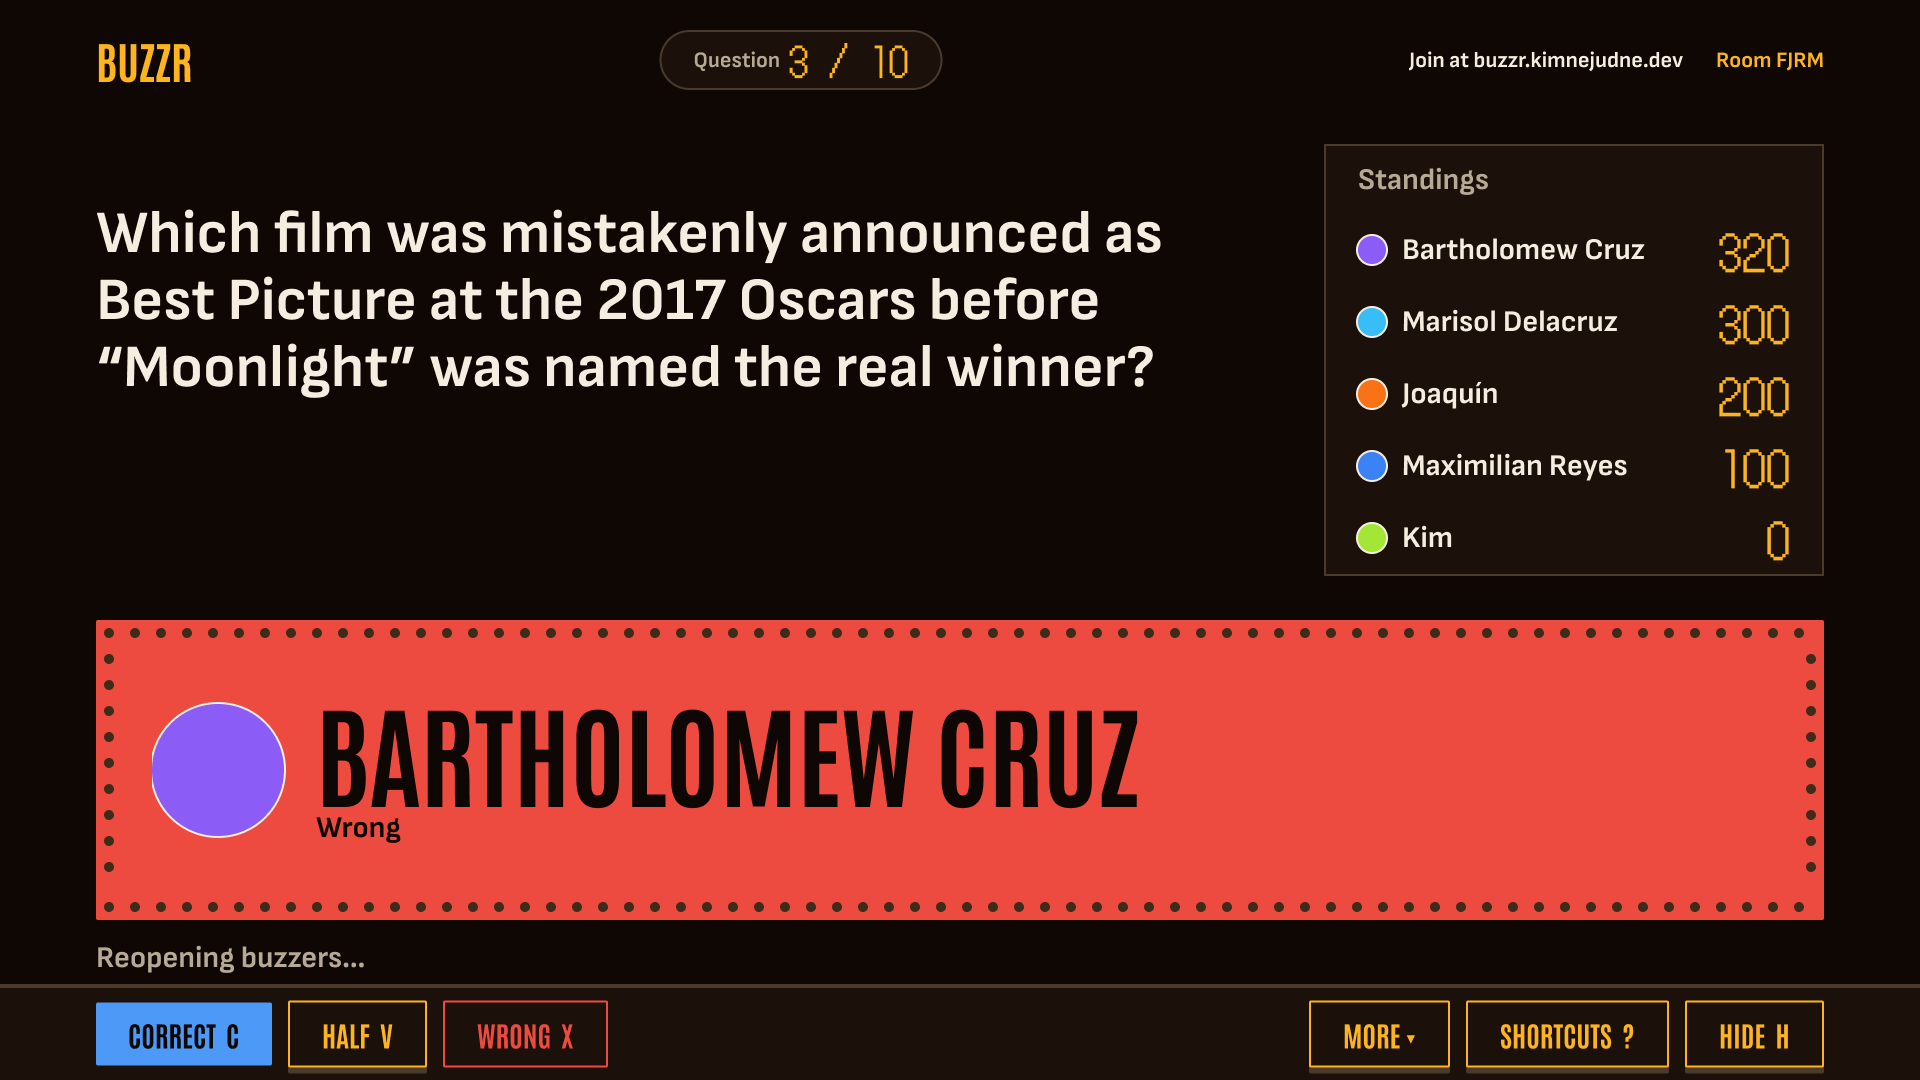 BUZZR
Question 3 / 10
Join at buzzr.kimnejudne.dev Room FJRM
Which film was mistakenly announced as
Best Picture at the 2017 Oscars before
“Moonlight” was named the real winner?
Standings
Bartholomew Cruz 320
Marisol Delacruz 300
Joaquín 200
Maximilian Reyes 100
Kim 0
BARTHOLOMEW CRUZ
Wrong
Reopening buzzers...
CORRECT C HALF V WRONG X MORE ▾ SHORTCUTS ? HIDE H